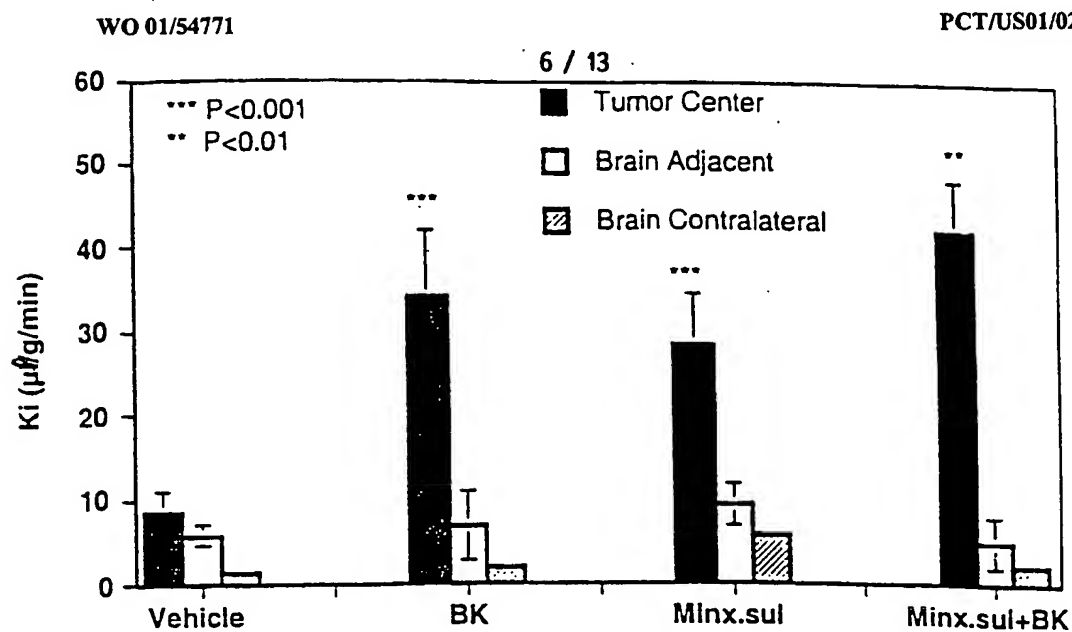 WO 01/54771
PCT/US01/02
6 / 13
60
50
40
30
20
10
0
Ki (µl/g/min)
*** P<0.001
** P<0.01
Tumor Center
Brain Adjacent
Brain Contralateral
***
***
**
Vehicle
BK
Minx.sul
Minx.sul+BK